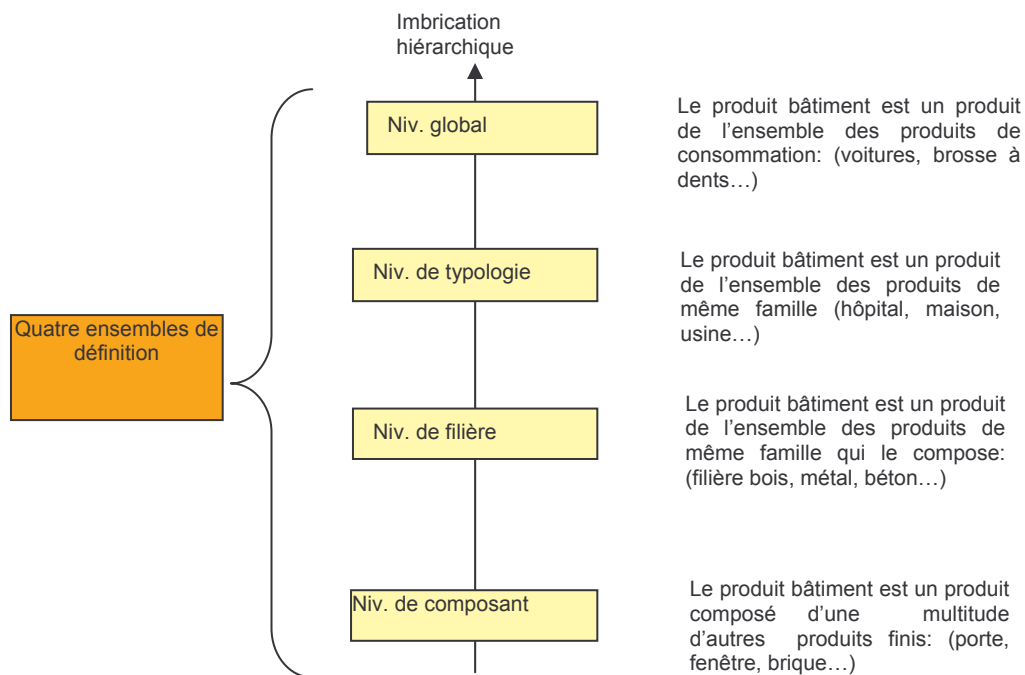 Imbrication
hiérarchique
Niv. global
Le produit bâtiment est un produit
de l'ensemble des produits de
consommation: (voitures, brosse à
dents…)
Niv. de typologie
Le produit bâtiment est un produit
de l'ensemble des produits de
même famille (hôpital, maison,
usine…)
Quatre ensembles de
définition
Niv. de filière
Le produit bâtiment est un produit
de l'ensemble des produits de
même famille qui le compose:
(filière bois, métal, béton…)
Niv. de composant
Le produit bâtiment est un produit
composé d'une multitude
d'autres produits finis: (porte,
fenêtre, brique…)